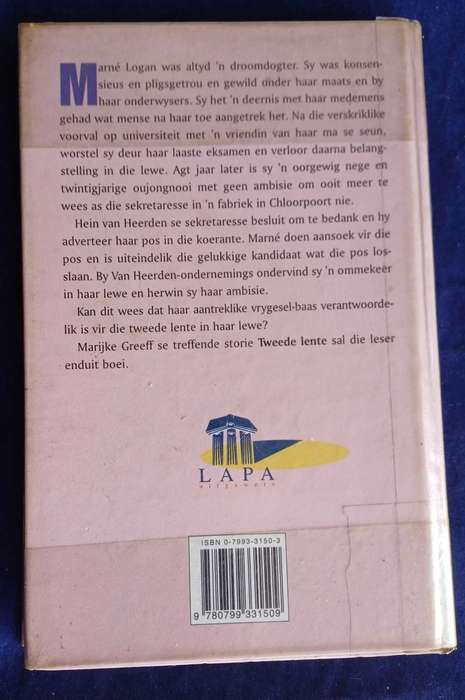 Marné Logan was altyd 'n droomdogter. Sy was konsen-
sieus en pligsgetrou en gewild onder haar maats en by
haar onderwysers. Sy het 'n deernis met haar medemens
gehad wat mense na haar toe aangetrek het. Na die verskriklike
voorval op universiteit met 'n vriendin van haar ma se seun,
worstel sy deur haar laaste eksamen en verloor daarna belang-
stelling in die lewe. Agt jaar later is sy 'n oorgewig nege en
twintigjarige oujongnooi met geen ambisie om ooit meer te
wees as die sekretaresse in 'n fabriek in Chloorpoort nie.
Hein van Heerden se sekretaresse besluit om te bedank en hy
adverteer haar pos in die koerante. Marné doen aansoek vir die
pos en is uiteindelik die gelukkige kandidaat wat die pos los-
slaan. By Van Heerden-ondernemings ondervind sy 'n ommekeer
in haar lewe en herwin sy haar ambisie.
Kan dit wees dat haar aantreklike vrygesel-baas verantwoorde-
lik is vir die tweede lente in haar lewe?
Marijke Greeff se treffende storie Tweede lente sal die leser
enduit boei.
LAPA
uitgewers
ISBN 0-7993-3150-3
9 780799 331509